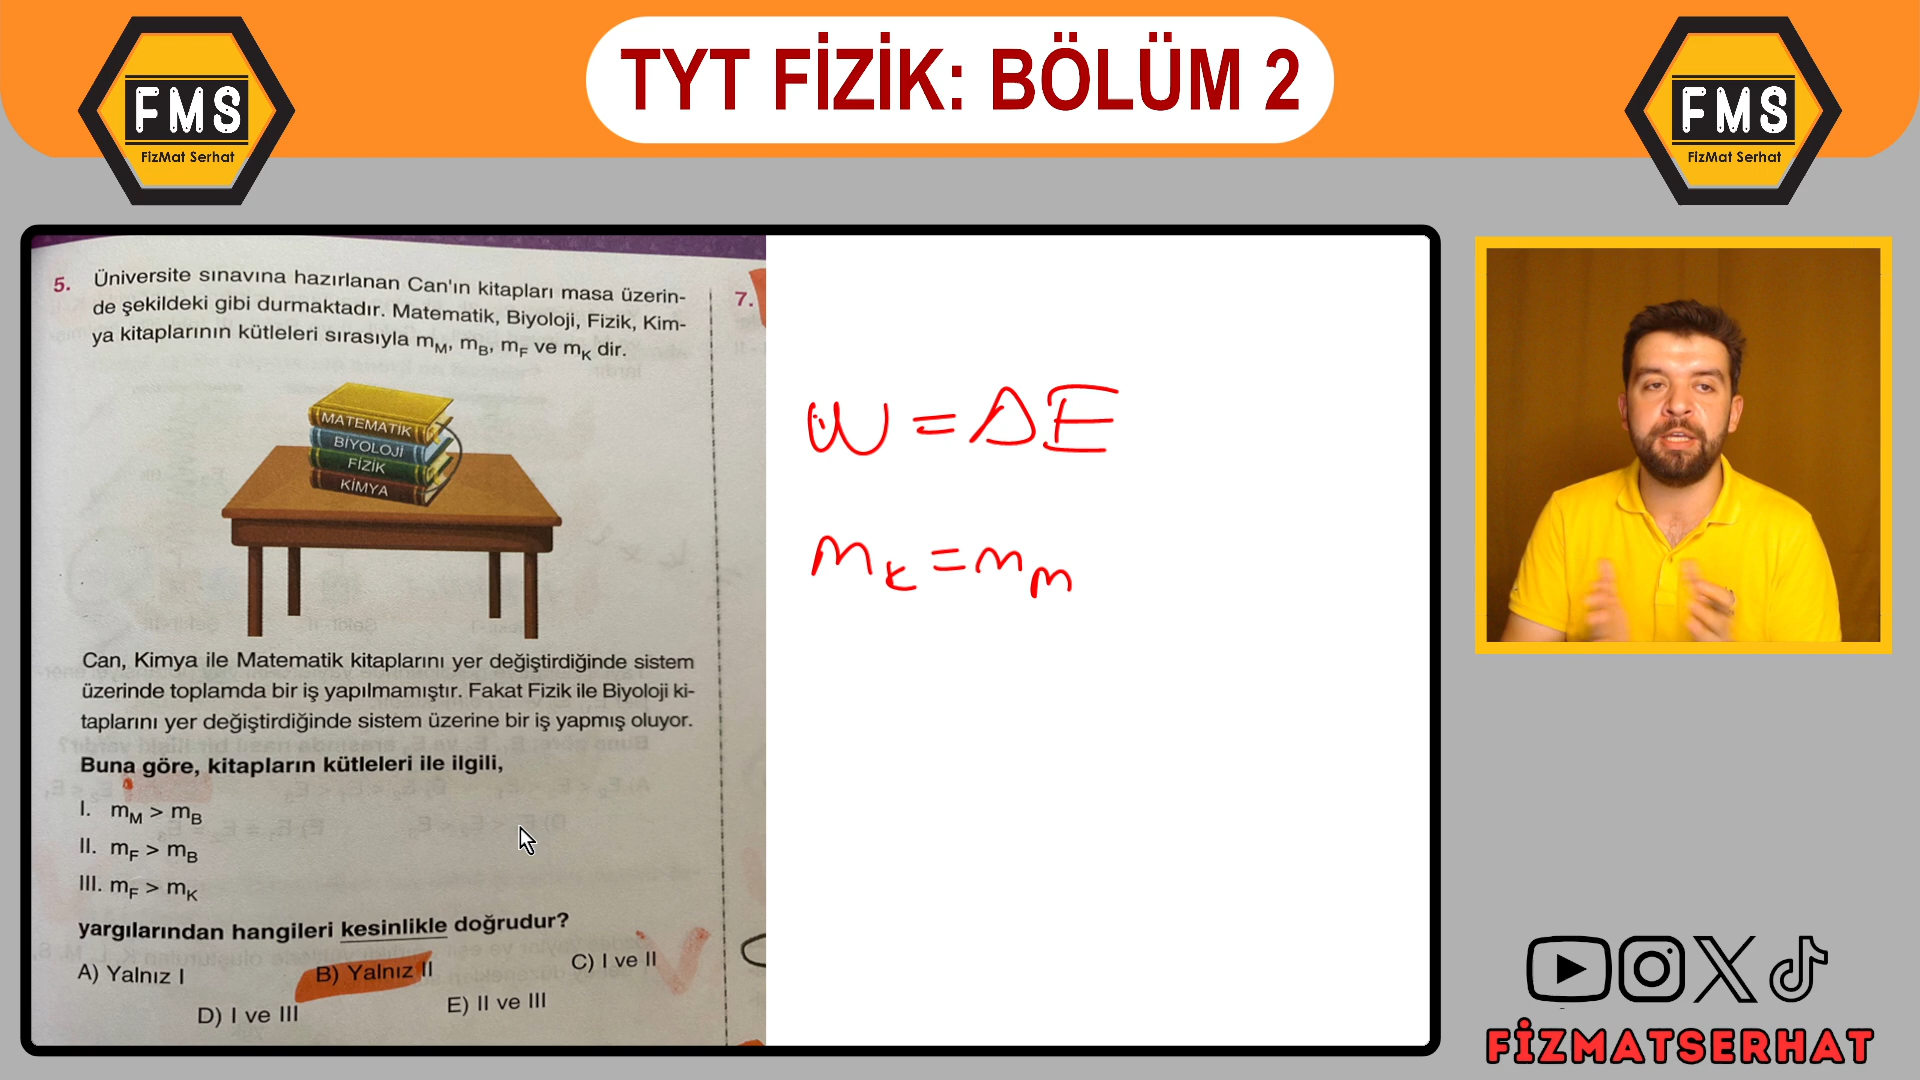 TYT FİZİK: BÖLÜM 2
FMS
FizMat Serhat
FMS
FizMat Serhat
5. Üniversite sınavına hazırlanan Can'ın kitapları masa üzerin-
de şekildeki gibi durmaktadır. Matematik, Biyoloji, Fizik, Kim-
ya kitaplarının kütleleri sırasıyla mM, mB, mF ve mK dir.
MATEMATİK
BİYOLOJİ
FİZİK
KİMYA
Can, Kimya ile Matematik kitaplarını yer değiştirdiğinde sistem
üzerinde toplamda bir iş yapılmamıştır. Fakat Fizik ile Biyoloji ki-
taplarını yer değiştirdiğinde sistem üzerine bir iş yapmış oluyor.
Buna göre, kitapların kütleleri ile ilgili,
I. mM > mB
II. mF > mB
III. mF > mK
yargılarından hangileri kesinlikle doğrudur?
A) Yalnız I
B) Yalnız II
C) I ve II
D) I ve III
E) II ve III
7.
W = ΔE
mK = mM
FİZMATSERHAT